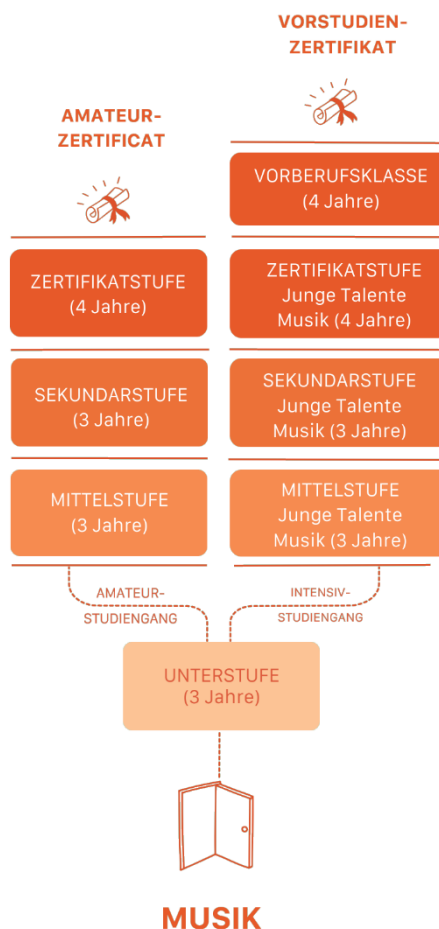 VORSTUDIEN-
ZERTIFIKAT
AMATEUR-
ZERTIFICAT
VORBERUFSKLASSE
(4 Jahre)
ZERTIFIKATSTUFE
(4 Jahre)
ZERTIFIKATSTUFE
Junge Talente
Musik (4 Jahre)
SEKUNDARSTUFE
(3 Jahre)
SEKUNDARSTUFE
Junge Talente
Musik (3 Jahre)
MITTELSTUFE
(3 Jahre)
MITTELSTUFE
Junge Talente
Musik (3 Jahre)
AMATEUR-
STUDIENGANG
INTENSIV-
STUDIENGANG
UNTERSTUFE
(3 Jahre)
MUSIK